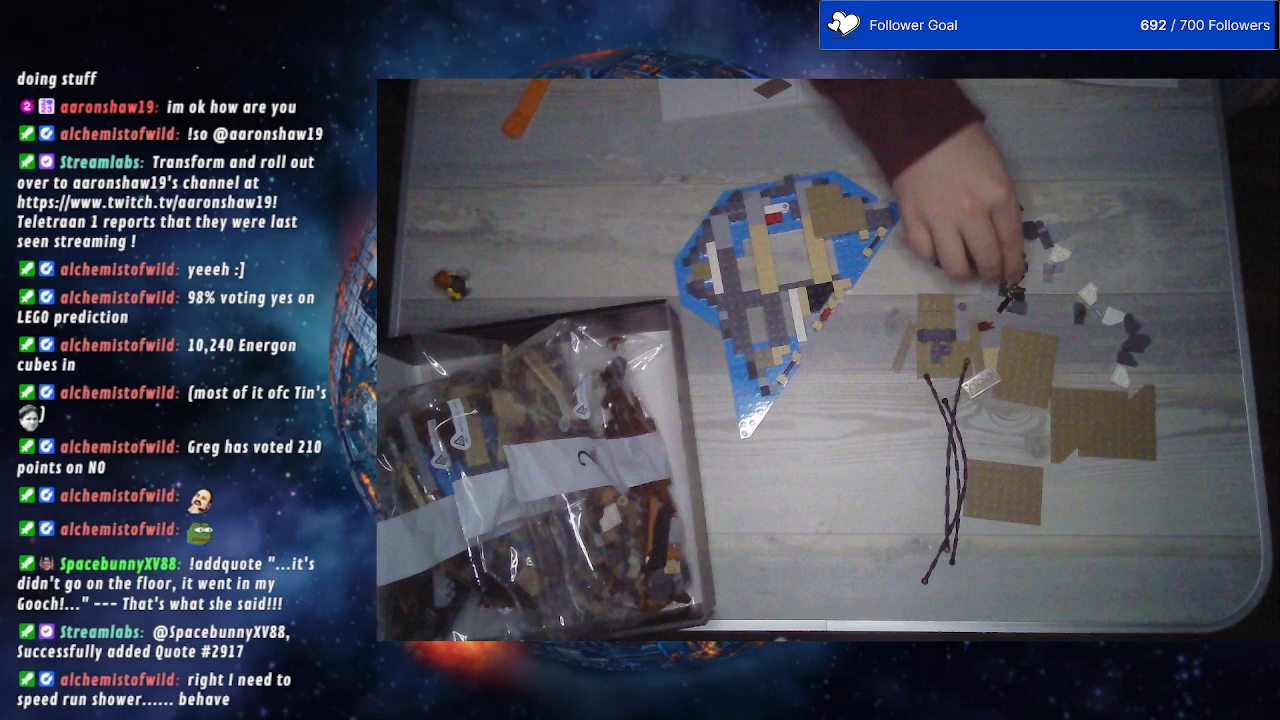 Follower Goal 692 / 700 Followers
doing stuff
2 aaronshaw19: im ok how are you
alchemistofwild: !so @aaronshaw19
Streamlabs: Transform and roll out
over to aaronshaw19's channel at
https://www.twitch.tv/aaronshaw19!
Teletraan 1 reports that they were last
seen streaming !
alchemistofwild: yeeeh :]
alchemistofwild: 98% voting yes on
LEGO prediction
alchemistofwild: 10,240 Energon
cubes in
alchemistofwild: (most of it ofc Tin's
)
alchemistofwild: Greg has voted 210
points on NO
alchemistofwild:
alchemistofwild:
SpacebunnyXV88: !addquote "...it's
didn't go on the floor, it went in my
Gooch!..." --- That's what she said!!!
Streamlabs: @SpacebunnyXV88,
Successfully added Quote #2917
alchemistofwild: right I need to
speed run shower...... behave
2